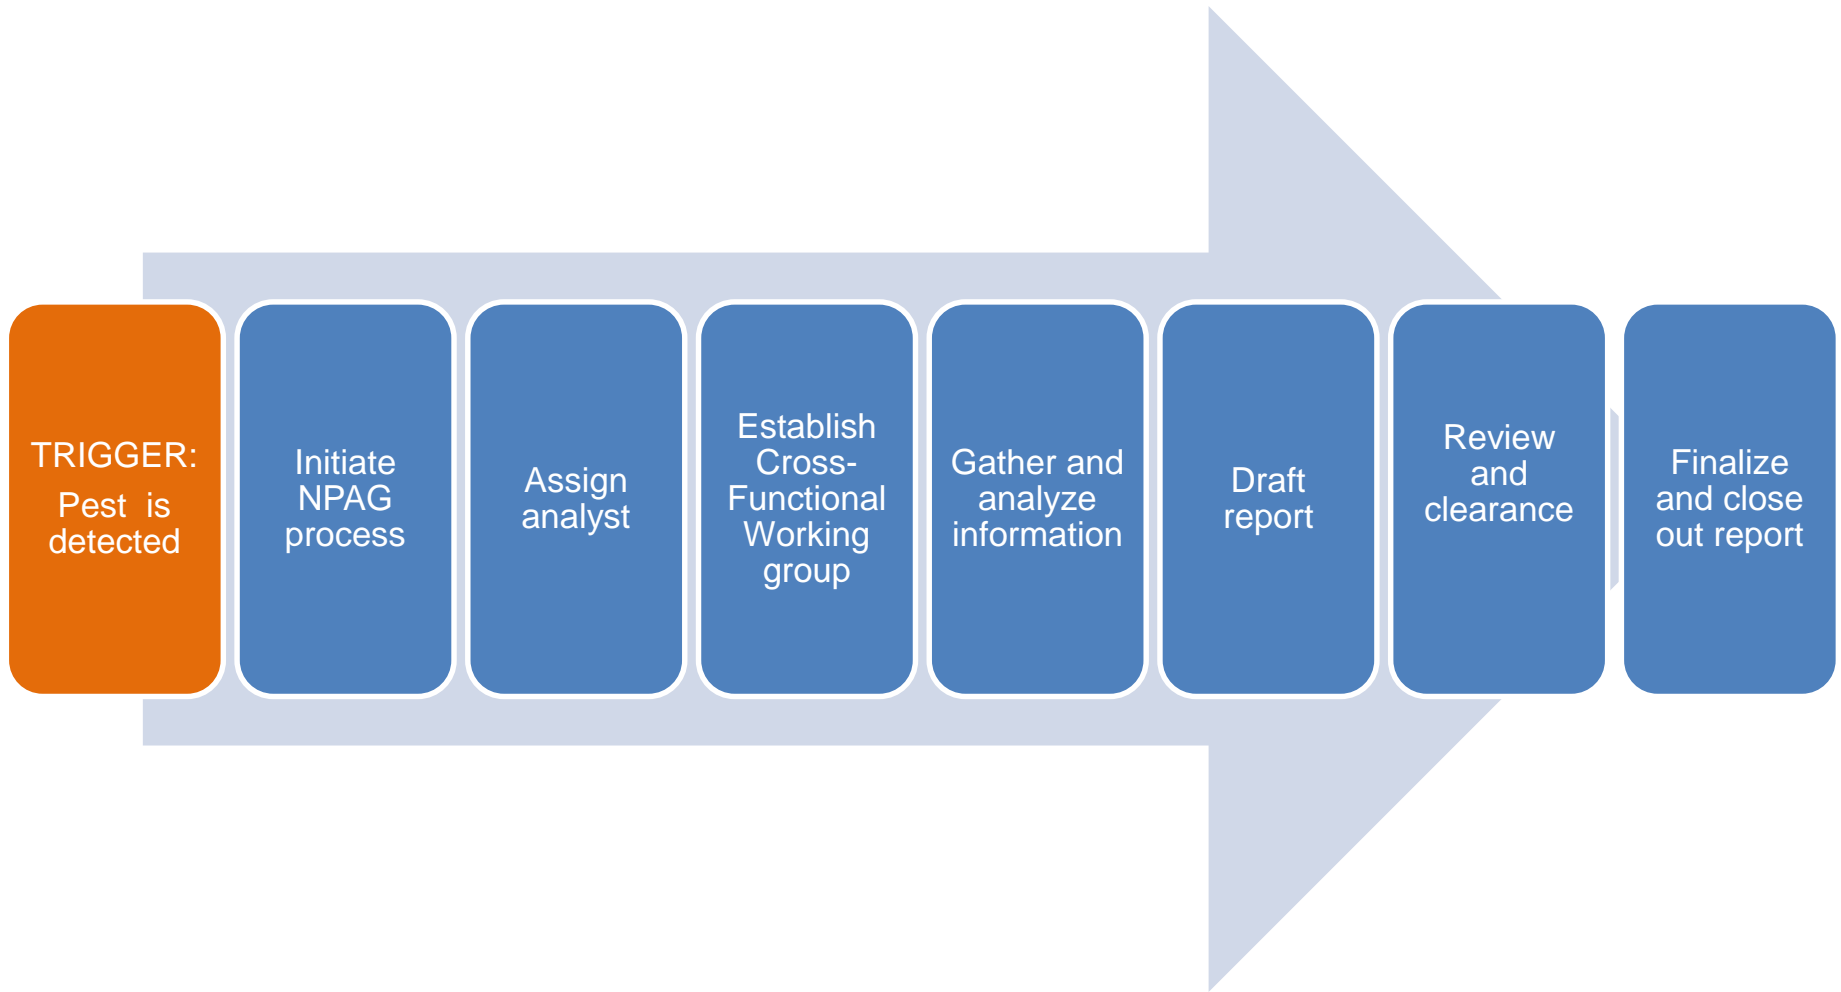 TRIGGER:
Pest is
detected
Initiate
NPAG
process
Assign
analyst
Establish
Cross-
Functional
Working
group
Gather and
analyze
information
Draft
report
Review
and
clearance
Finalize
and close
out report